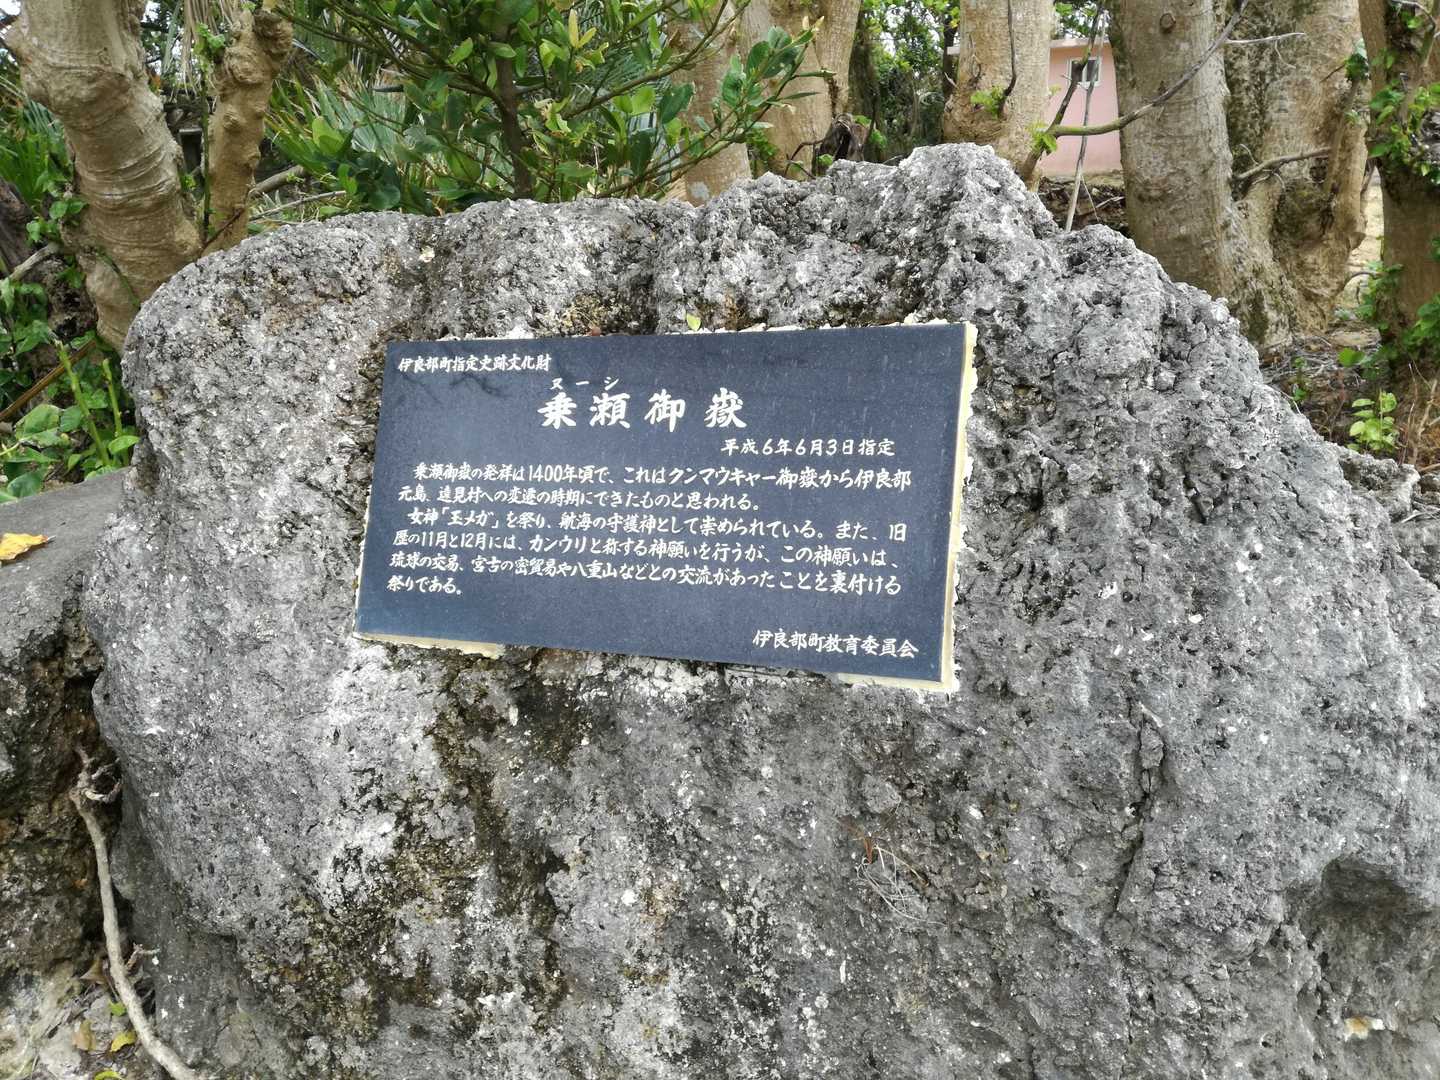 伊良部町指定史跡文化財
ヌーシ
乗瀬御嶽
平成6年6月3日指定
乗瀬御嶽の発祥は1400年頃で、これはクンマウキャー御嶽から伊良部
元島、遠見村への変遷の時期にできたものと思われる。
女神「玉メガ」を祭り、航海の守護神として崇められている。また、旧
歴の11月と12月には、カンウリと称する神願いを行うが、この神願いは、
琉球の交易、宮古の密貿易や八重山などとの交流があったことを裏付ける
祭りである。
伊良部町教育委員会